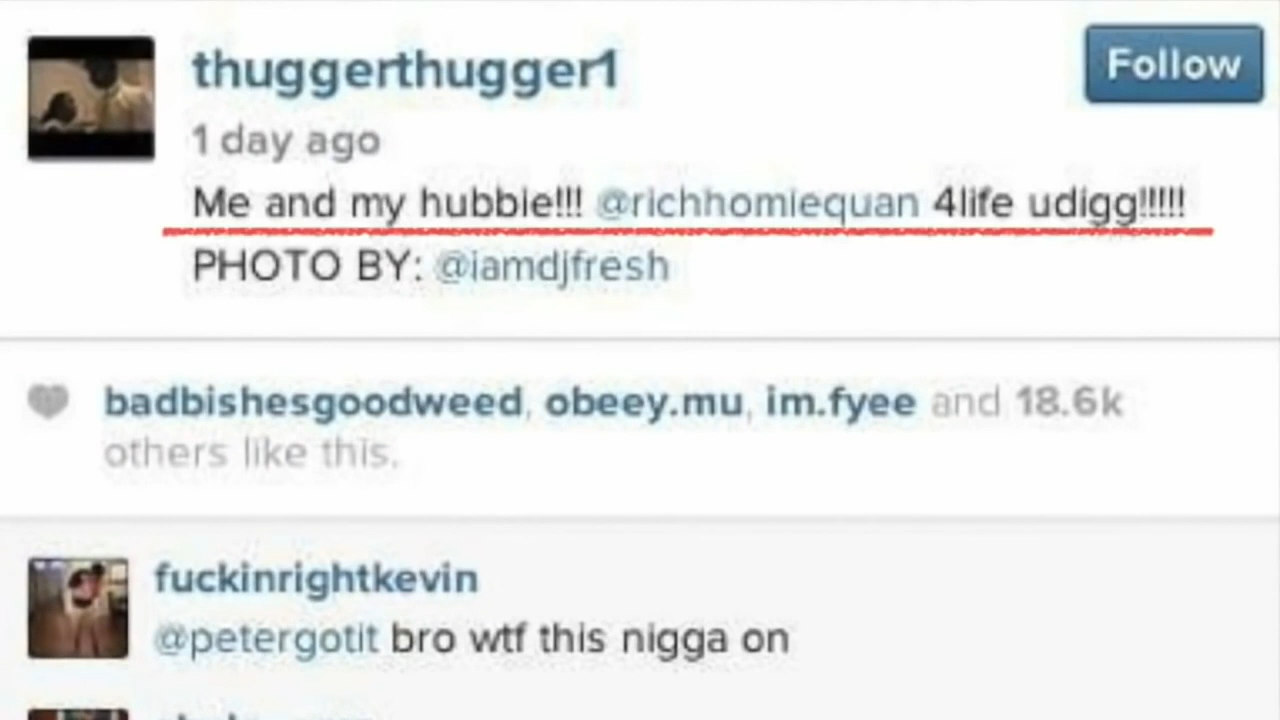 thuggerthugger1
Follow
1 day ago
Me and my hubbie!!! @richhomiequan 4life udigg!!!!!
PHOTO BY: @iamdjfresh
badbishesgoodweed, obeey.mu, im.fyee and 18.6k
others like this.
fuckinrightkevin
@petergotit bro wtf this nigga on